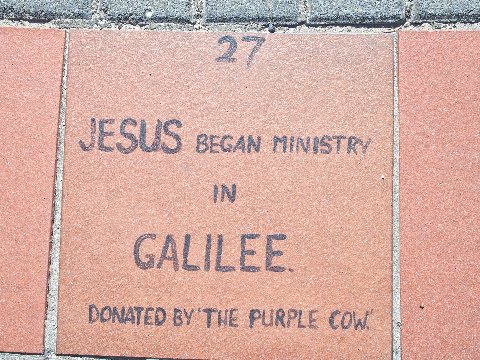 27
JESUS BEGAN MINISTRY
IN
GALILEE.
DONATED BY 'THE PURPLE COW.'